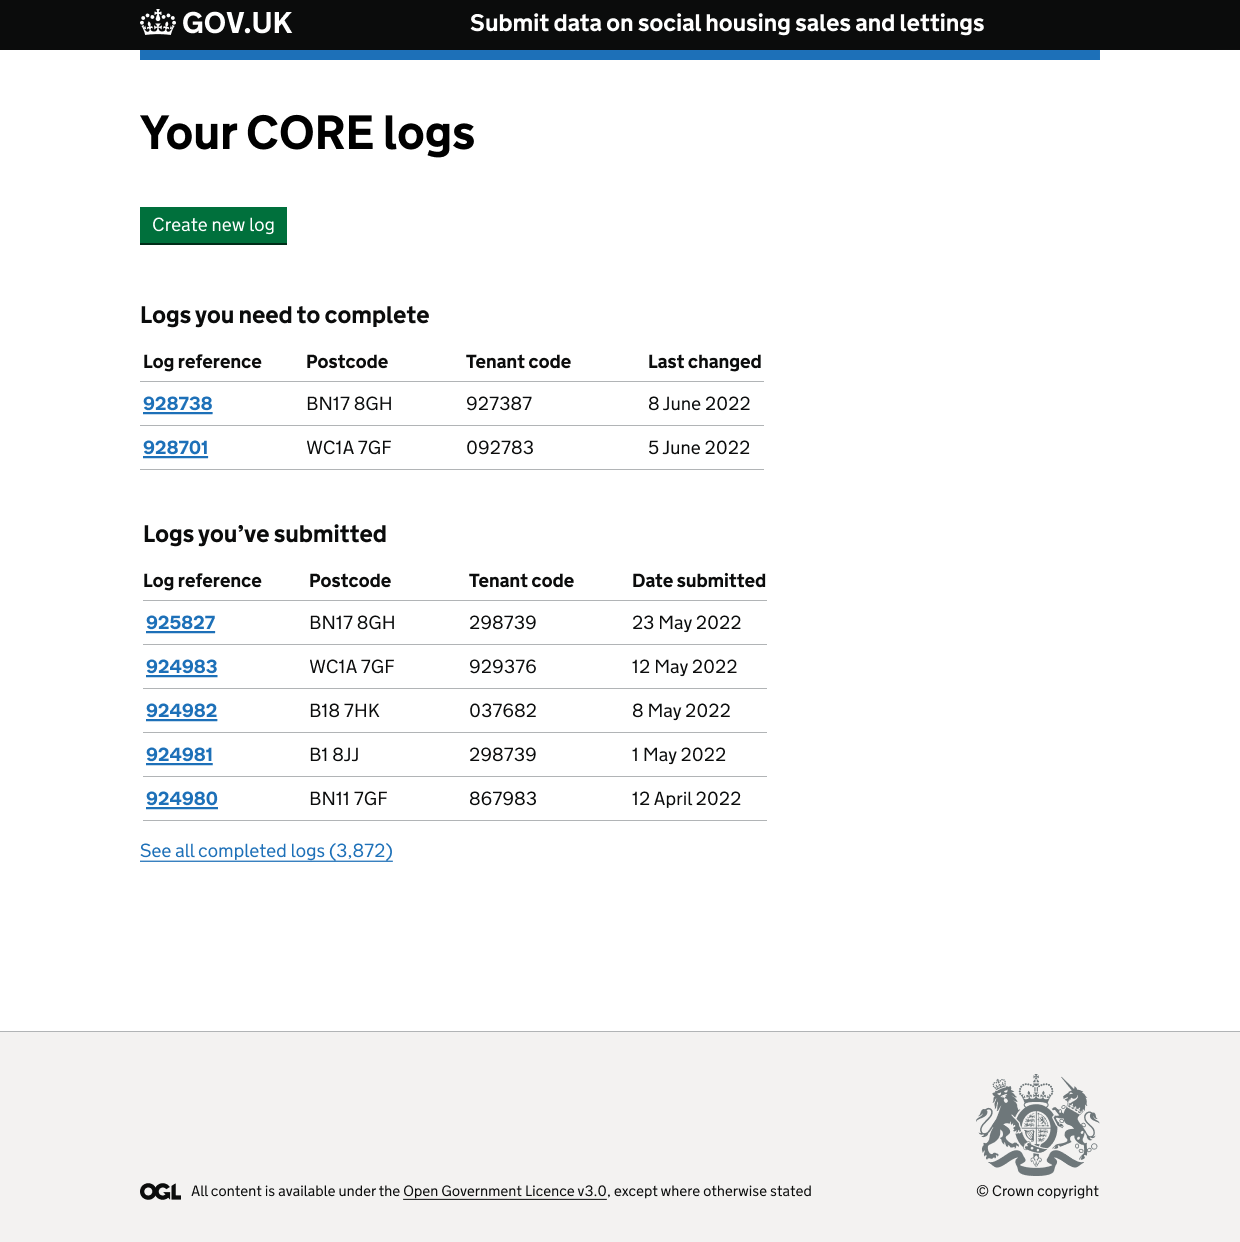 GOV.UK Submit data on social housing sales and lettings
Your CORE logs
Create new log
Logs you need to complete
Log reference Postcode Tenant code Last changed
928738 BN17 8GH 927387 8 June 2022
928701 WC1A 7GF 092783 5 June 2022
Logs you’ve submitted
Log reference Postcode Tenant code Date submitted
925827 BN17 8GH 298739 23 May 2022
924983 WC1A 7GF 929376 12 May 2022
924982 B18 7HK 037682 8 May 2022
924981 B1 8JJ 298739 1 May 2022
924980 BN11 7GF 867983 12 April 2022
See all completed logs (3,872)
OGL All content is available under the Open Government Licence v3.0, except where otherwise stated © Crown copyright